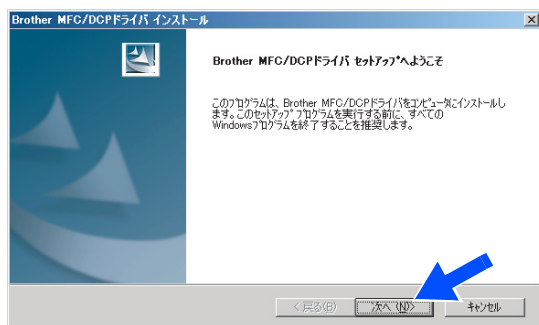 Brother MFC/DCPドライバ インストール
Brother MFC/DCPドライバ セットアップへようこそ
このプログラムは、Brother MFC/DCPドライバをコンピュータにインストールし
ます。このセットアップ プログラムを実行する前に、すべての
Windowsプログラムを終了することを推奨します。
< 戻る(B)
次へ (N)>
キャンセル